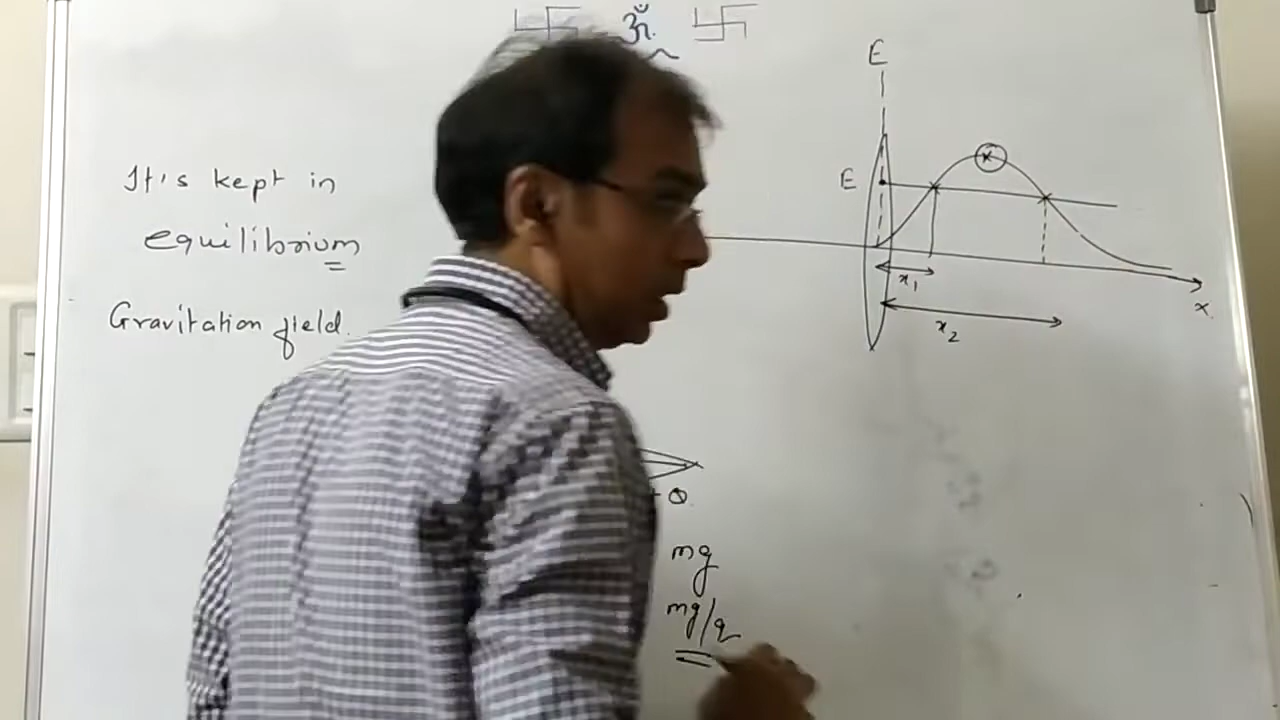 ॐ
It's kept in
equilibrium
Gravitation field.
E
E
x
x₁
x₂
x
x.
+ Q
mg
mg/q